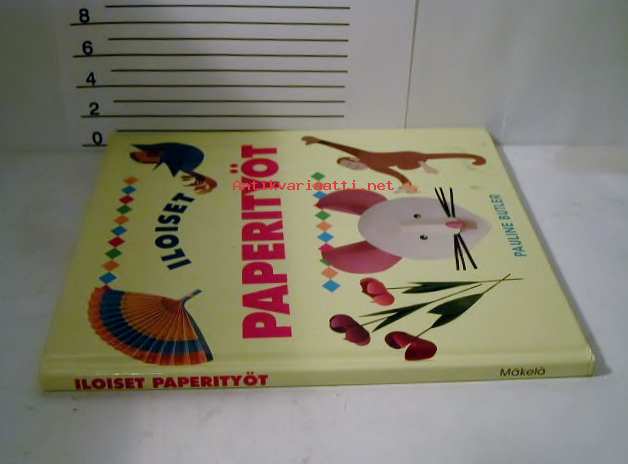 8
6
4
2
0
ILOISET
PAPERITYÖT
Antikvariaatti.net
PAULINE BUTLER
ILOISET PAPERITYÖT
Mäkelä